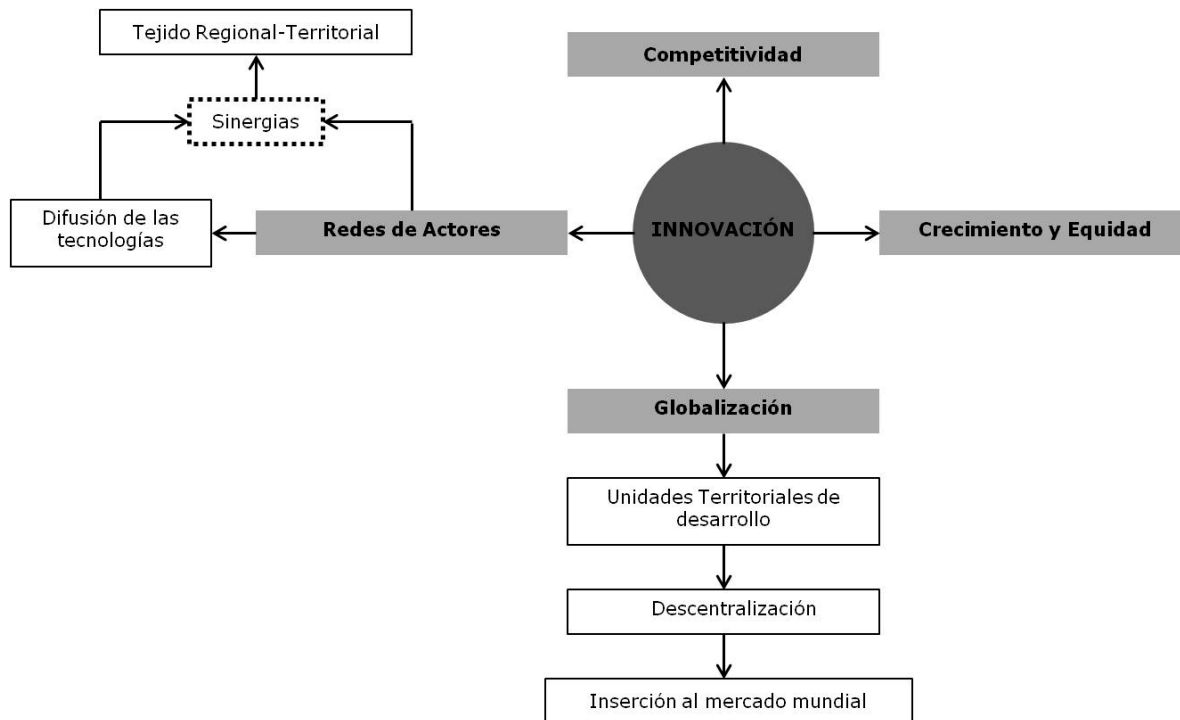 Tejido Regional-Territorial
Competitividad
Sinergias
Difusión de las
tecnologías
Redes de Actores
INNOVACIÓN
Crecimiento y Equidad
Globalización
Unidades Territoriales de
desarrollo
Descentralización
Inserción al mercado mundial